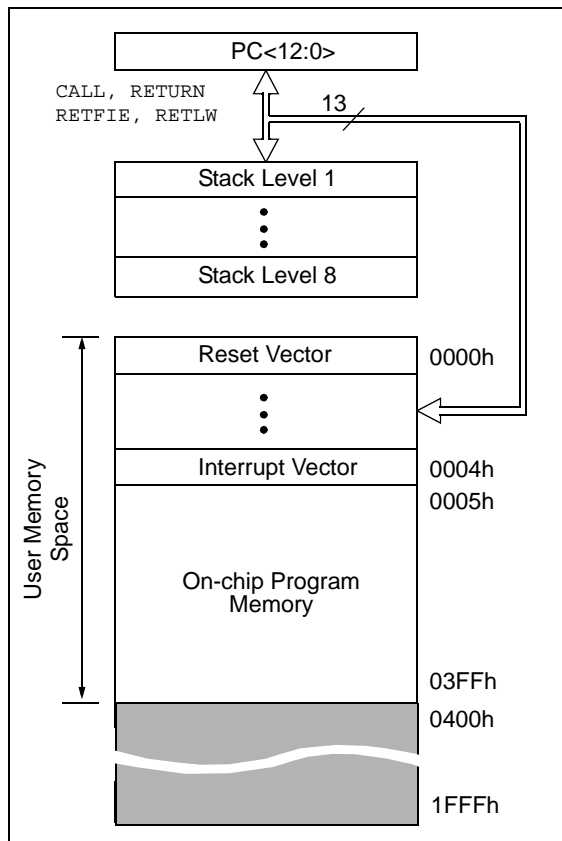 PC<12:0>
CALL, RETURN
RETFIE, RETLW
13
Stack Level 1
Stack Level 8
Reset Vector
0000h
Interrupt Vector
0004h
0005h
User Memory
Space
On-chip Program
Memory
03FFh
0400h
1FFFh